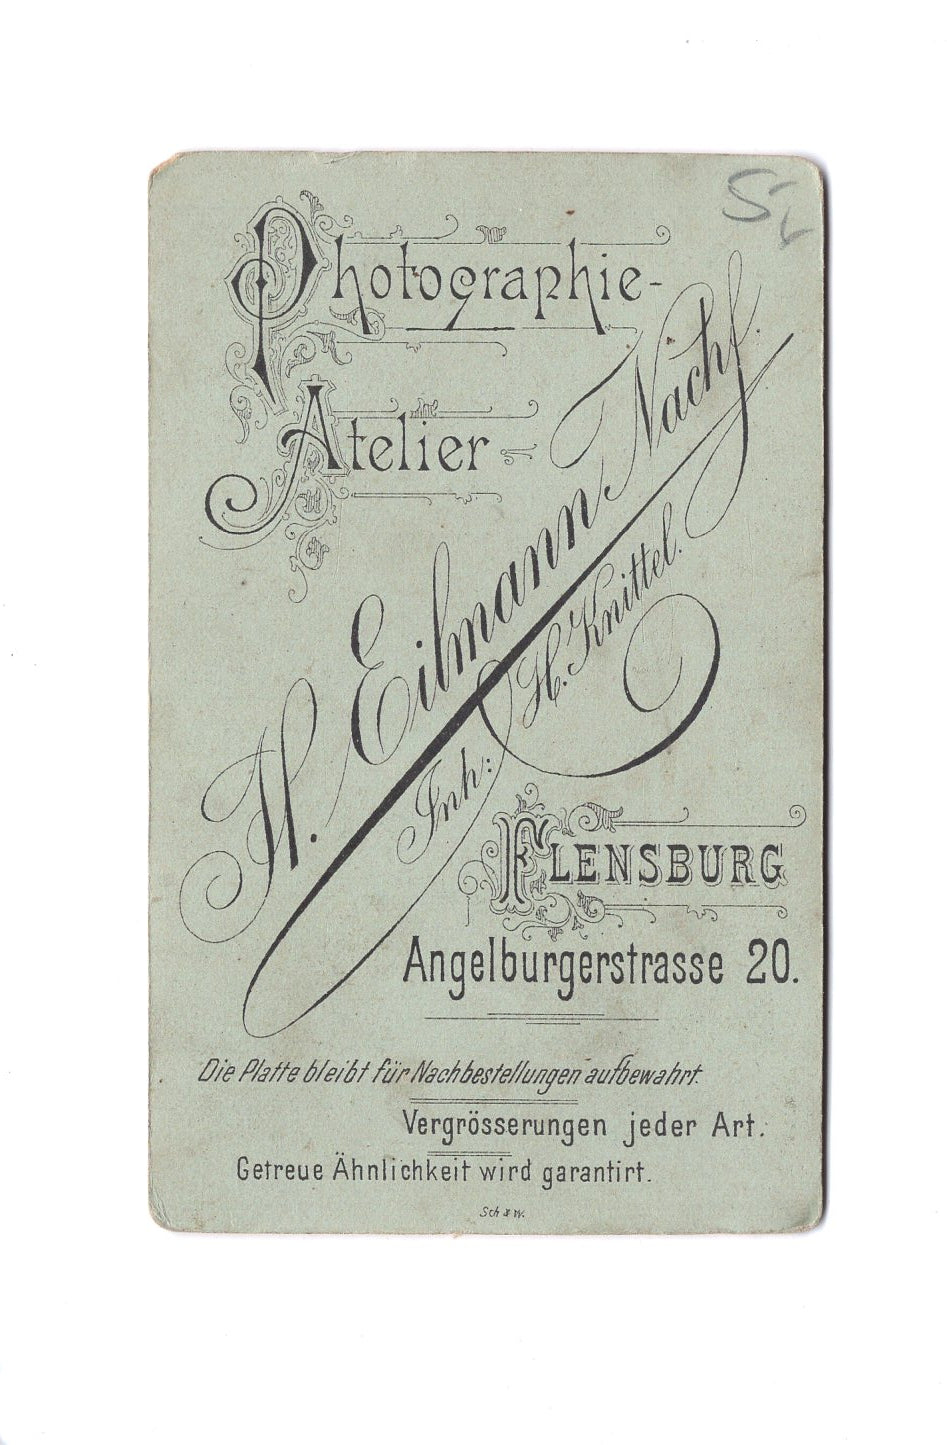 Photographie-
Atelier
H. Eilmann Nachf.
Inh: H. Knittel.
FLENSBURG
Angelburgerstrasse 20.
Die Platte bleibt für Nachbestellungen aufbewahrt.
Vergrösserungen jeder Art.
Getreue Ähnlichkeit wird garantirt.
Sch & W.